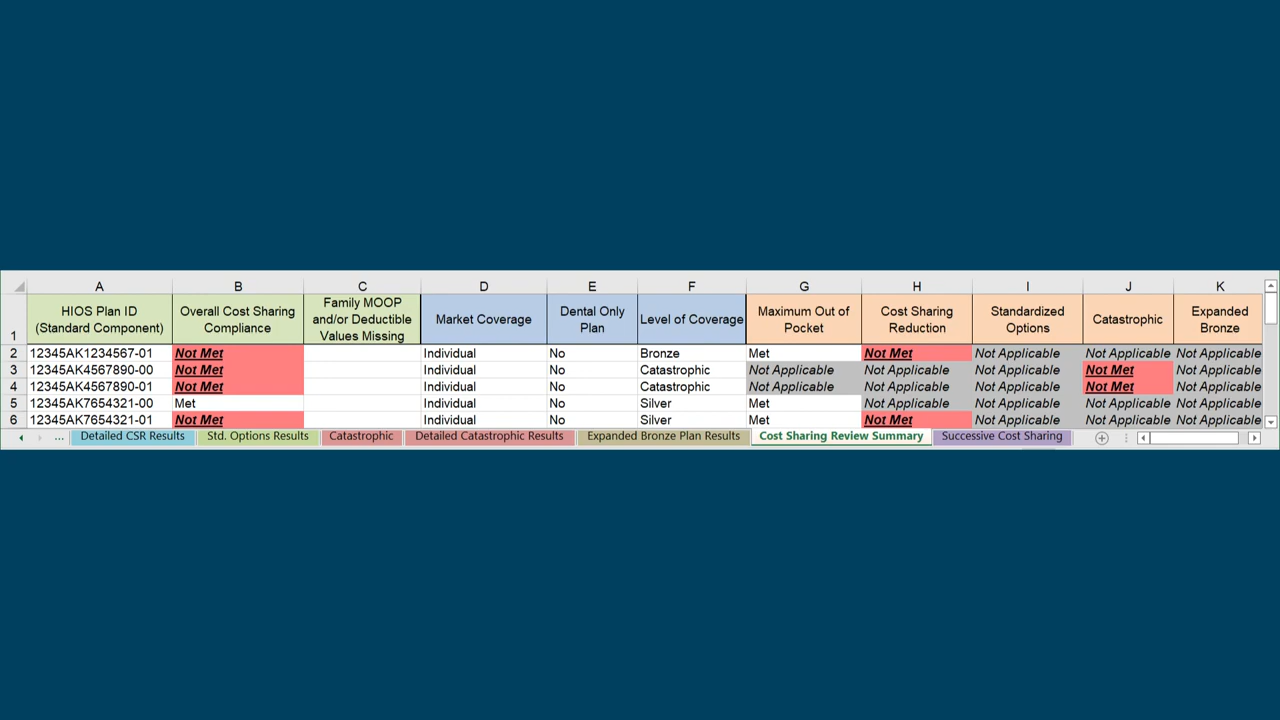 A B C D E F G H I J K
1 HIOS Plan ID (Standard Component) Overall Cost Sharing Compliance Family MOOP and/or Deductible Values Missing Market Coverage Dental Only Plan Level of Coverage Maximum Out of Pocket Cost Sharing Reduction Standardized Options Catastrophic Expanded Bronze
2 12345AK1234567-01 Not Met Individual No Bronze Met Not Met Not Applicable Not Applicable Not Applicable
3 12345AK4567890-00 Not Met Individual No Catastrophic Not Applicable Not Applicable Not Applicable Not Met Not Applicable
4 12345AK4567890-01 Not Met Individual No Catastrophic Not Applicable Not Applicable Not Applicable Not Met Not Applicable
5 12345AK7654321-00 Met Individual No Silver Met Not Applicable Not Applicable Not Applicable Not Applicable
6 12345AK7654321-01 Not Met Individual No Silver Met Not Met Not Applicable Not Applicable Not Applicable
... Detailed CSR Results Std. Options Results Catastrophic Detailed Catastrophic Results Expanded Bronze Plan Results Cost Sharing Review Summary Successive Cost Sharing